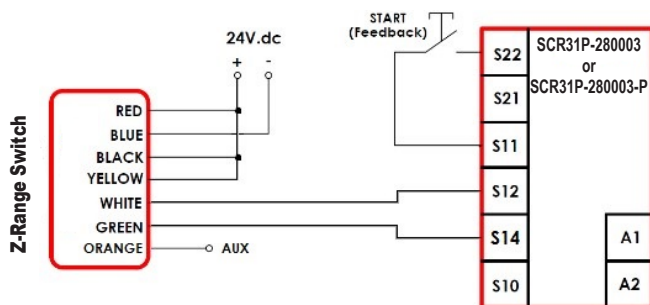 START
(Feedback)
24V.dc
+ -
Z-Range Switch
RED
BLUE
BLACK
YELLOW
WHITE
GREEN
ORANGE
AUX
SCR31P-280003
or
SCR31P-280003-P
S22
S21
S11
S12
S14
S10
A1
A2